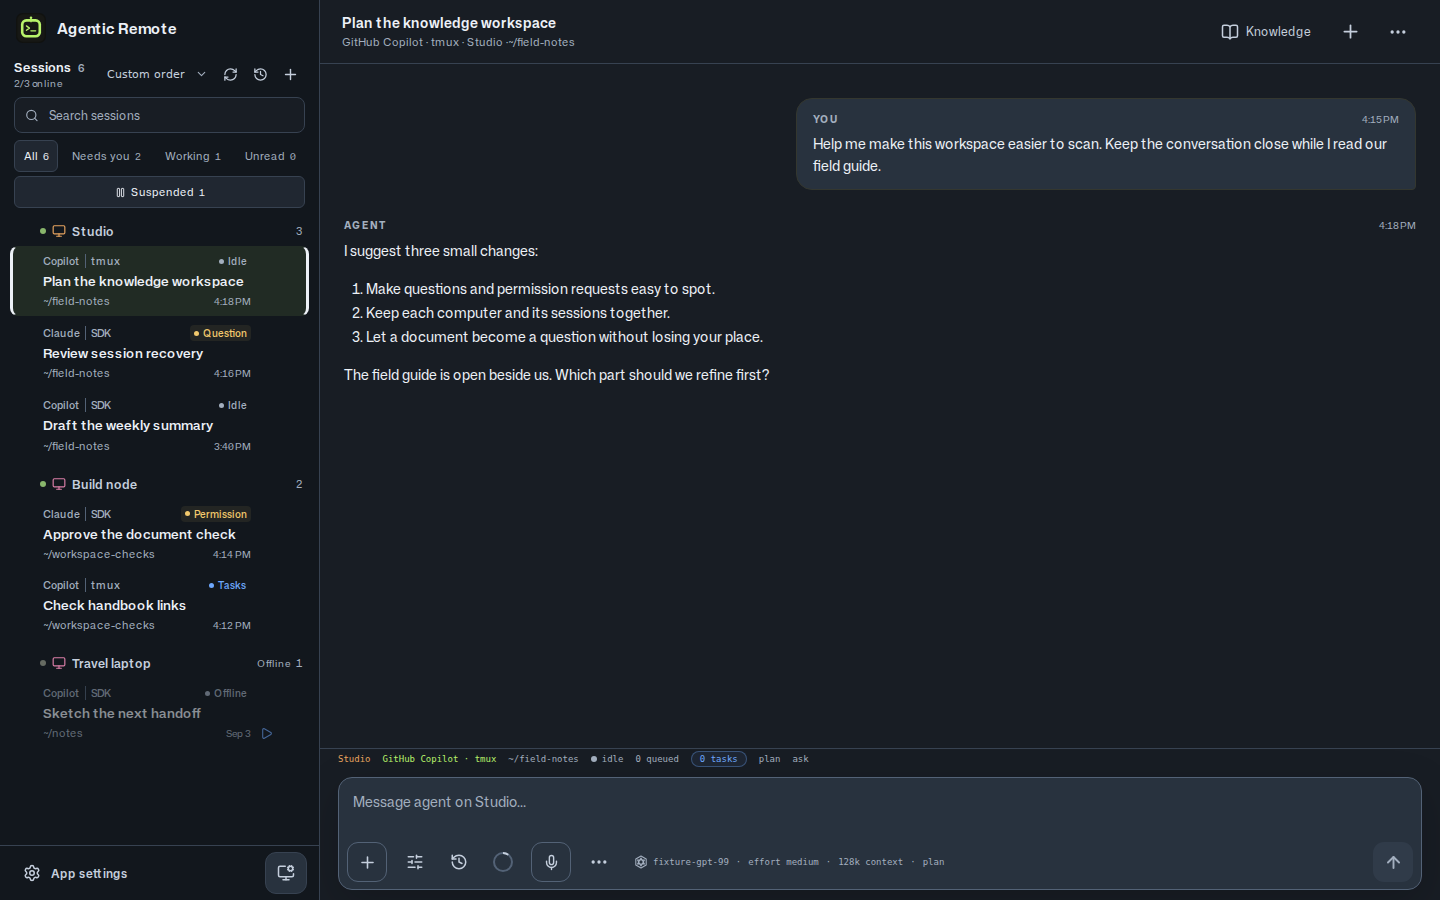 Agentic Remote
Sessions 6
2/3 online
Custom order
Search sessions
All 6
Needs you 2
Working 1
Unread 0
Suspended 1
Studio 3
Copilot | tmux
Idle
Plan the knowledge workspace
~/field-notes
4:18 PM
Claude | SDK
Question
Review session recovery
~/field-notes
4:16 PM
Copilot | SDK
Idle
Draft the weekly summary
~/field-notes
3:40 PM
Build node 2
Claude | SDK
Permission
Approve the document check
~/workspace-checks
4:14 PM
Copilot | tmux
Tasks
Check handbook links
~/workspace-checks
4:12 PM
Travel laptop
Offline 1
Copilot | SDK
Offline
Sketch the next handoff
~/notes
Sep 3
App settings
Plan the knowledge workspace
GitHub Copilot · tmux · Studio · ~/field-notes
Knowledge
YOU
4:15 PM
Help me make this workspace easier to scan. Keep the conversation close while I read our
field guide.
AGENT
4:18 PM
I suggest three small changes:
1. Make questions and permission requests easy to spot.
2. Keep each computer and its sessions together.
3. Let a document become a question without losing your place.
The field guide is open beside us. Which part should we refine first?
Studio GitHub Copilot · tmux ~/field-notes idle 0 queued 0 tasks plan ask
Message agent on Studio...
fixture-gpt-99 · effort medium · 128k context · plan